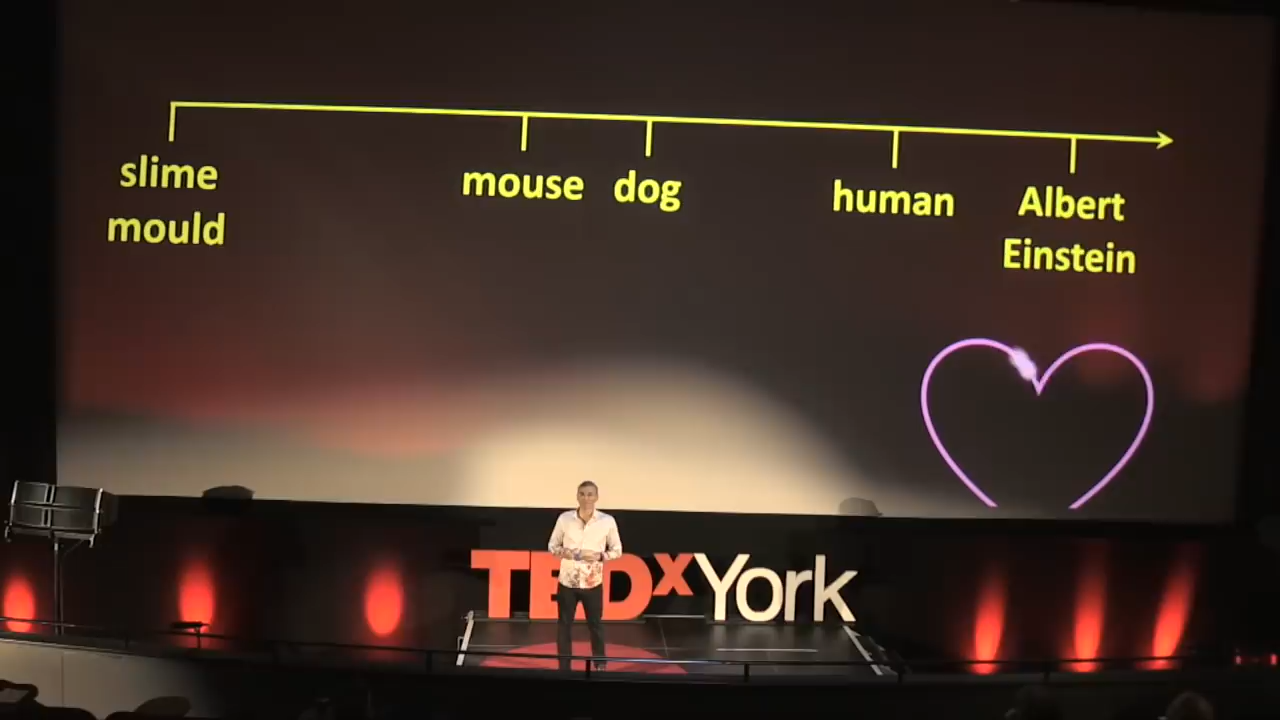 slime
mould
mouse
dog
human
Albert
Einstein
TEDxYork